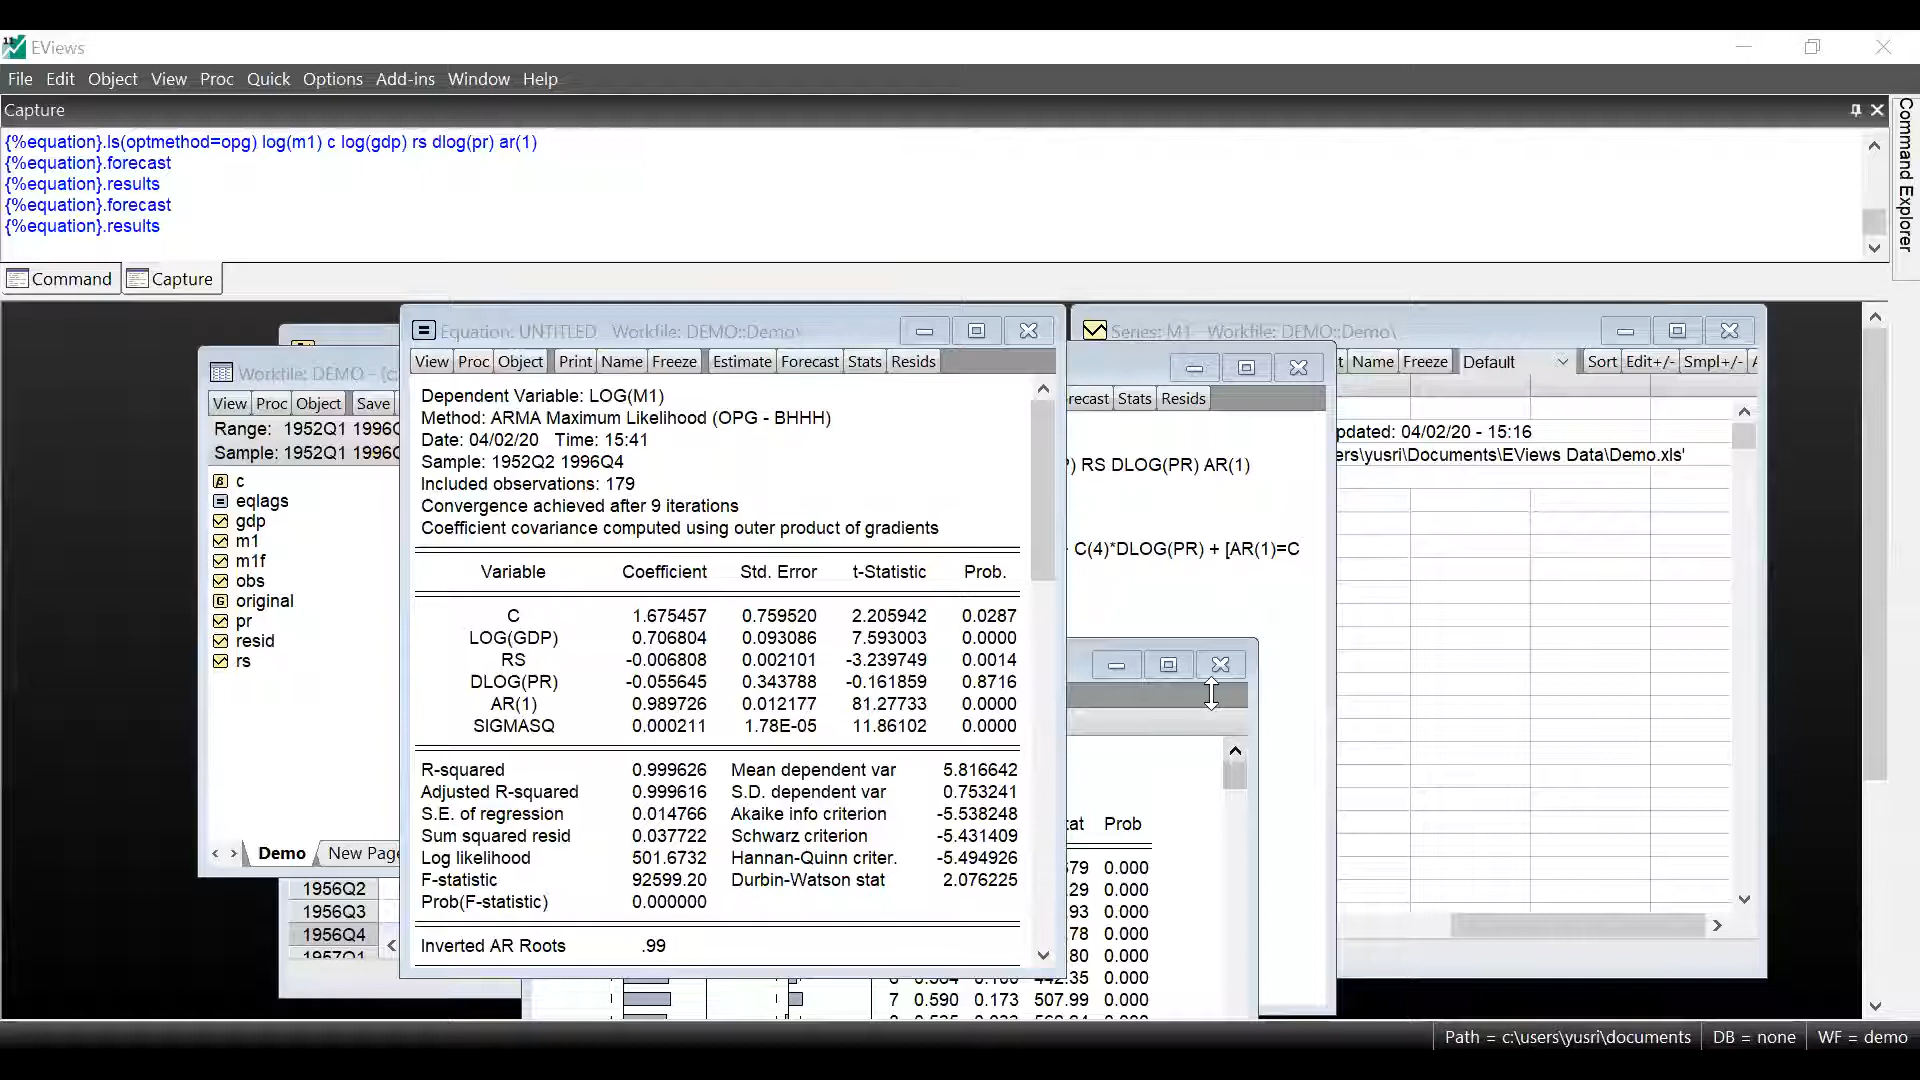 EViews
File Edit Object View Proc Quick Options Add-ins Window Help
Capture
{%equation}.ls(optmethod=opg) log(m1) c log(gdp) rs dlog(pr) ar(1)
{%equation}.forecast
{%equation}.results
{%equation}.forecast
{%equation}.results
Command Capture
Command Explorer
Workfile: DEMO - (c:
View Proc Object Save
Range: 1952Q1 1996Q
Sample: 1952Q1 1996Q
c
eqlags
gdp
m1
m1f
obs
original
pr
resid
rs
Demo New Page
1956Q2
1956Q3
1956Q4
1957Q1
Equation: UNTITLED Workfile: DEMO::Demo\
View Proc Object Print Name Freeze Estimate Forecast Stats Resids
Dependent Variable: LOG(M1)
Method: ARMA Maximum Likelihood (OPG - BHHH)
Date: 04/02/20 Time: 15:41
Sample: 1952Q2 1996Q4
Included observations: 179
Convergence achieved after 9 iterations
Coefficient covariance computed using outer product of gradients
Variable Coefficient Std. Error t-Statistic Prob.
C 1.675457 0.759520 2.205942 0.0287
LOG(GDP) 0.706804 0.093086 7.593003 0.0000
RS -0.006808 0.002101 -3.239749 0.0014
DLOG(PR) -0.055645 0.343788 -0.161859 0.8716
AR(1) 0.989726 0.012177 81.27733 0.0000
SIGMASQ 0.000211 1.78E-05 11.86102 0.0000
R-squared 0.999626 Mean dependent var 5.816642
Adjusted R-squared 0.999616 S.D. dependent var 0.753241
S.E. of regression 0.014766 Akaike info criterion -5.538248
Sum squared resid 0.037722 Schwarz criterion -5.431409
Log likelihood 501.6732 Hannan-Quinn criter. -5.494926
F-statistic 92599.20 Durbin-Watson stat 2.076225
Prob(F-statistic) 0.000000
Inverted AR Roots .99
recast Stats Resids
) RS DLOG(PR) AR(1)
C(4)*DLOG(PR) + [AR(1)=C
tat Prob
579 0.000
29 0.000
.93 0.000
.78 0.000
80 0.000
442.35 0.000
7 0.590 0.173 507.99 0.000
Series: M1 Workfile: DEMO::Demo\
t Name Freeze Default Sort Edit+/- Smpl+/-
pdated: 04/02/20 - 15:16
ers\yusri\Documents\EViews Data\Demo.xls'
Path = c:\users\yusri\documents DB = none WF = demo